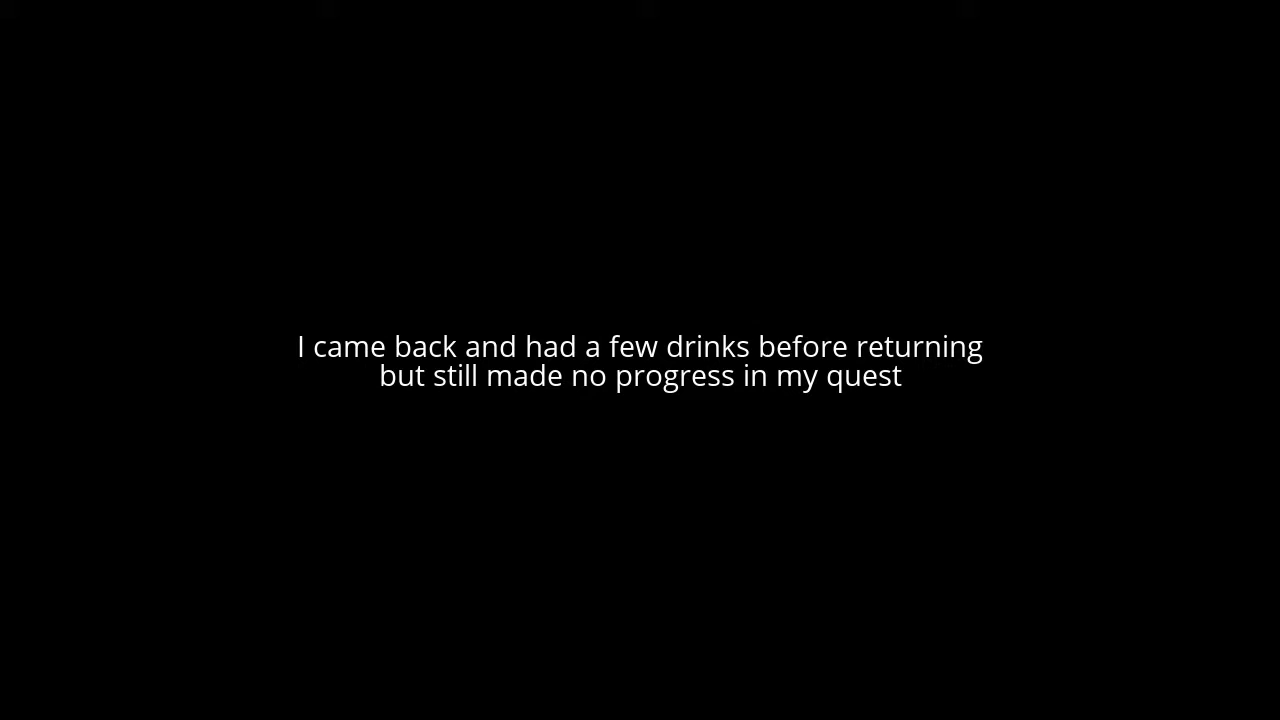 I came back and had a few drinks before returning
but still made no progress in my quest